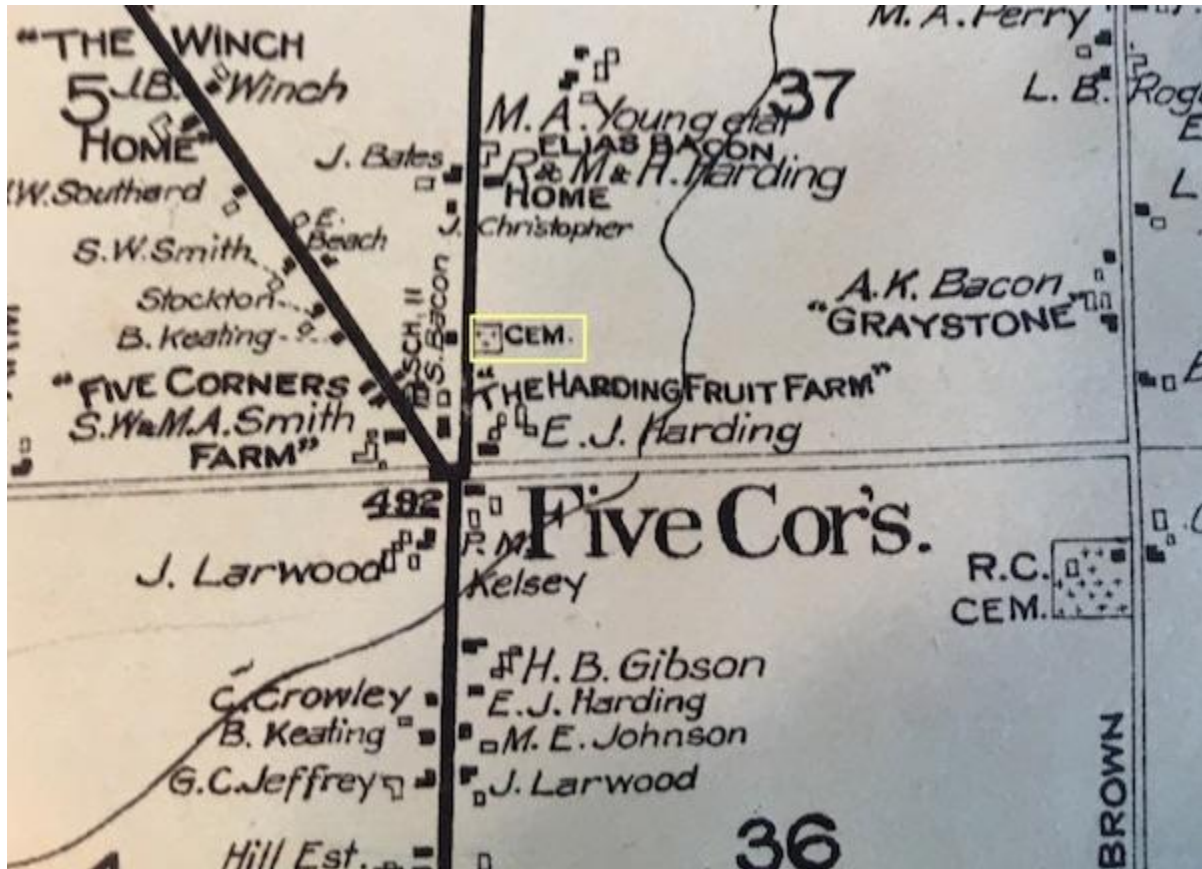 M. A. Perry
"THE WINCH
5 J.B. Winch
HOME"
37
L. B.
M. A. Young etal
ELIAS BACON
R & M & H. Harding
HOME
J. Bates
J. Christopher
W. Southard
E.
Beach
S.W. Smith
Stockton
B. Keating
SCH. 11
S. Bacon
CEM.
A.K. Bacon
"GRAYSTONE"
"FIVE CORNERS
S.W & M.A. Smith
FARM"
"THE HARDING FRUIT FARM"
E. J. Harding
492
Five Cor's.
P. M.
Kelsey
J. Larwood
R.C.
CEM.
H. B. Gibson
C. Crowley
E. J. Harding
B. Keating
M. E. Johnson
G.C. Jeffrey
J. Larwood
Hill Est.
36
BROWN